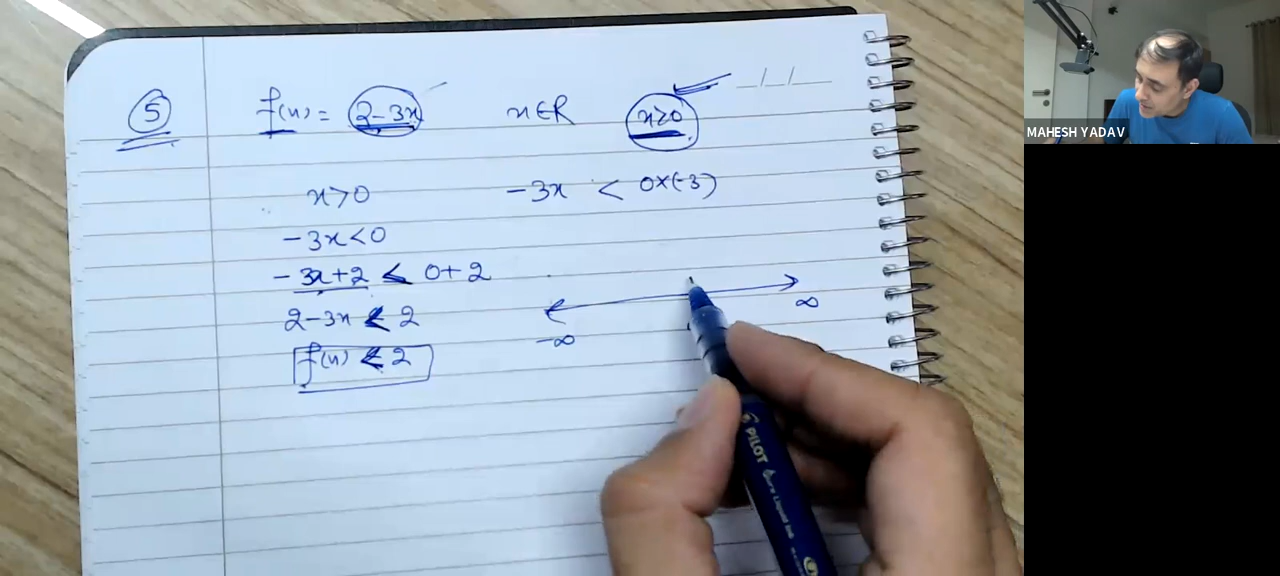 5 f(x) = 2-3x x∈R x>0 _/_/_
x>0 -3x < 0×(-3)
-3x<0
-3x+2 < 0+2
2-3x < 2
f(x) < 2
-∞ ∞
PILOT
MAHESH YADAV